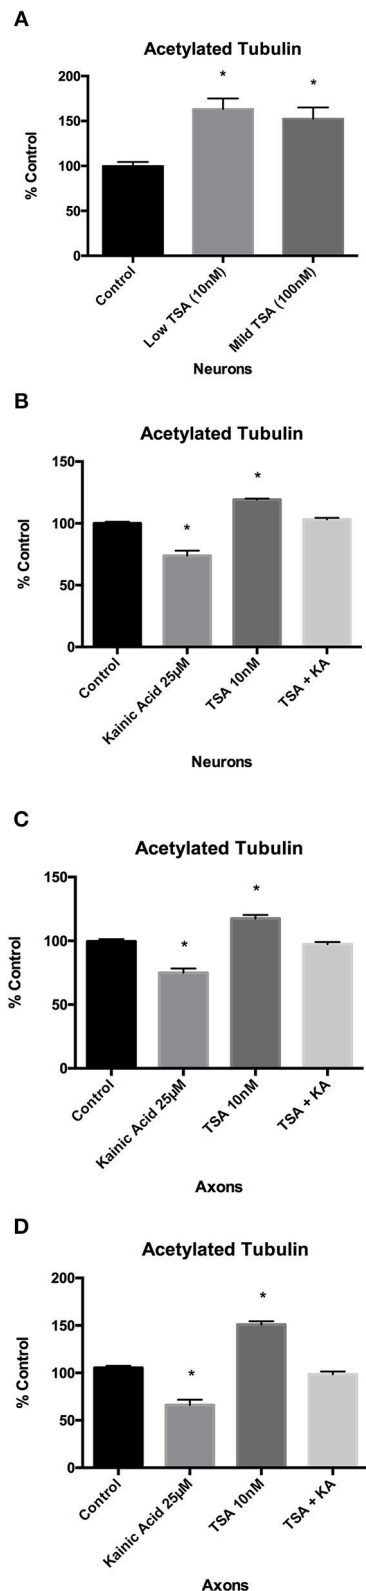 A
Acetylated Tubulin
200
150
100
50
0
% Control
*
*
Control
Low TSA (10nM)
Mild TSA (100nM)
Neurons
B
Acetylated Tubulin
150
100
50
0
% Control
*
*
Control
Kainic Acid 25µM
TSA 10nM
TSA + KA
Neurons
C
Acetylated Tubulin
150
100
50
0
% Control
*
*
Control
Kainic Acid 25µM
TSA 10nM
TSA + KA
Axons
D
Acetylated Tubulin
200
150
100
50
0
% Control
*
*
Control
Kainic Acid 25µM
TSA 10nM
TSA + KA
Axons